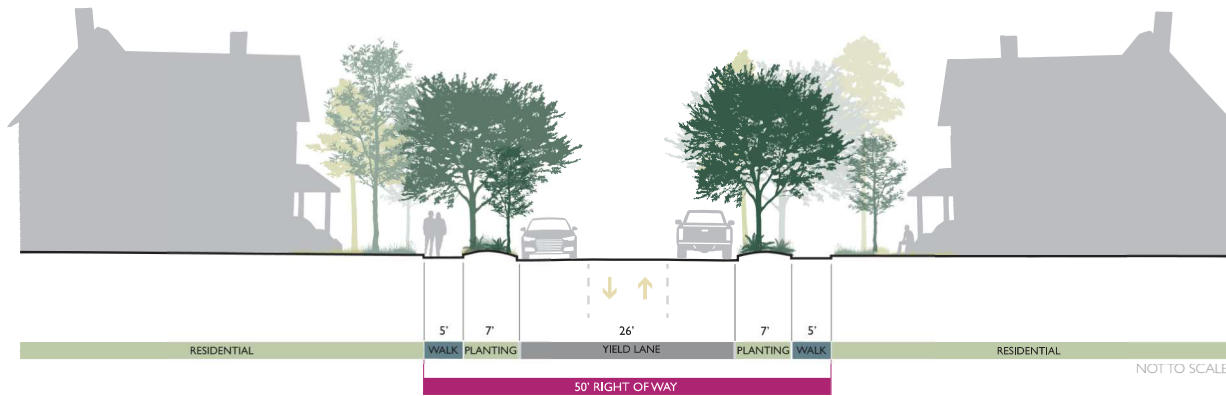 5' 7' 26' 7' 5'
RESIDENTIAL WALK PLANTING YIELD LANE PLANTING WALK RESIDENTIAL
NOT TO SCALE
50' RIGHT OF WAY